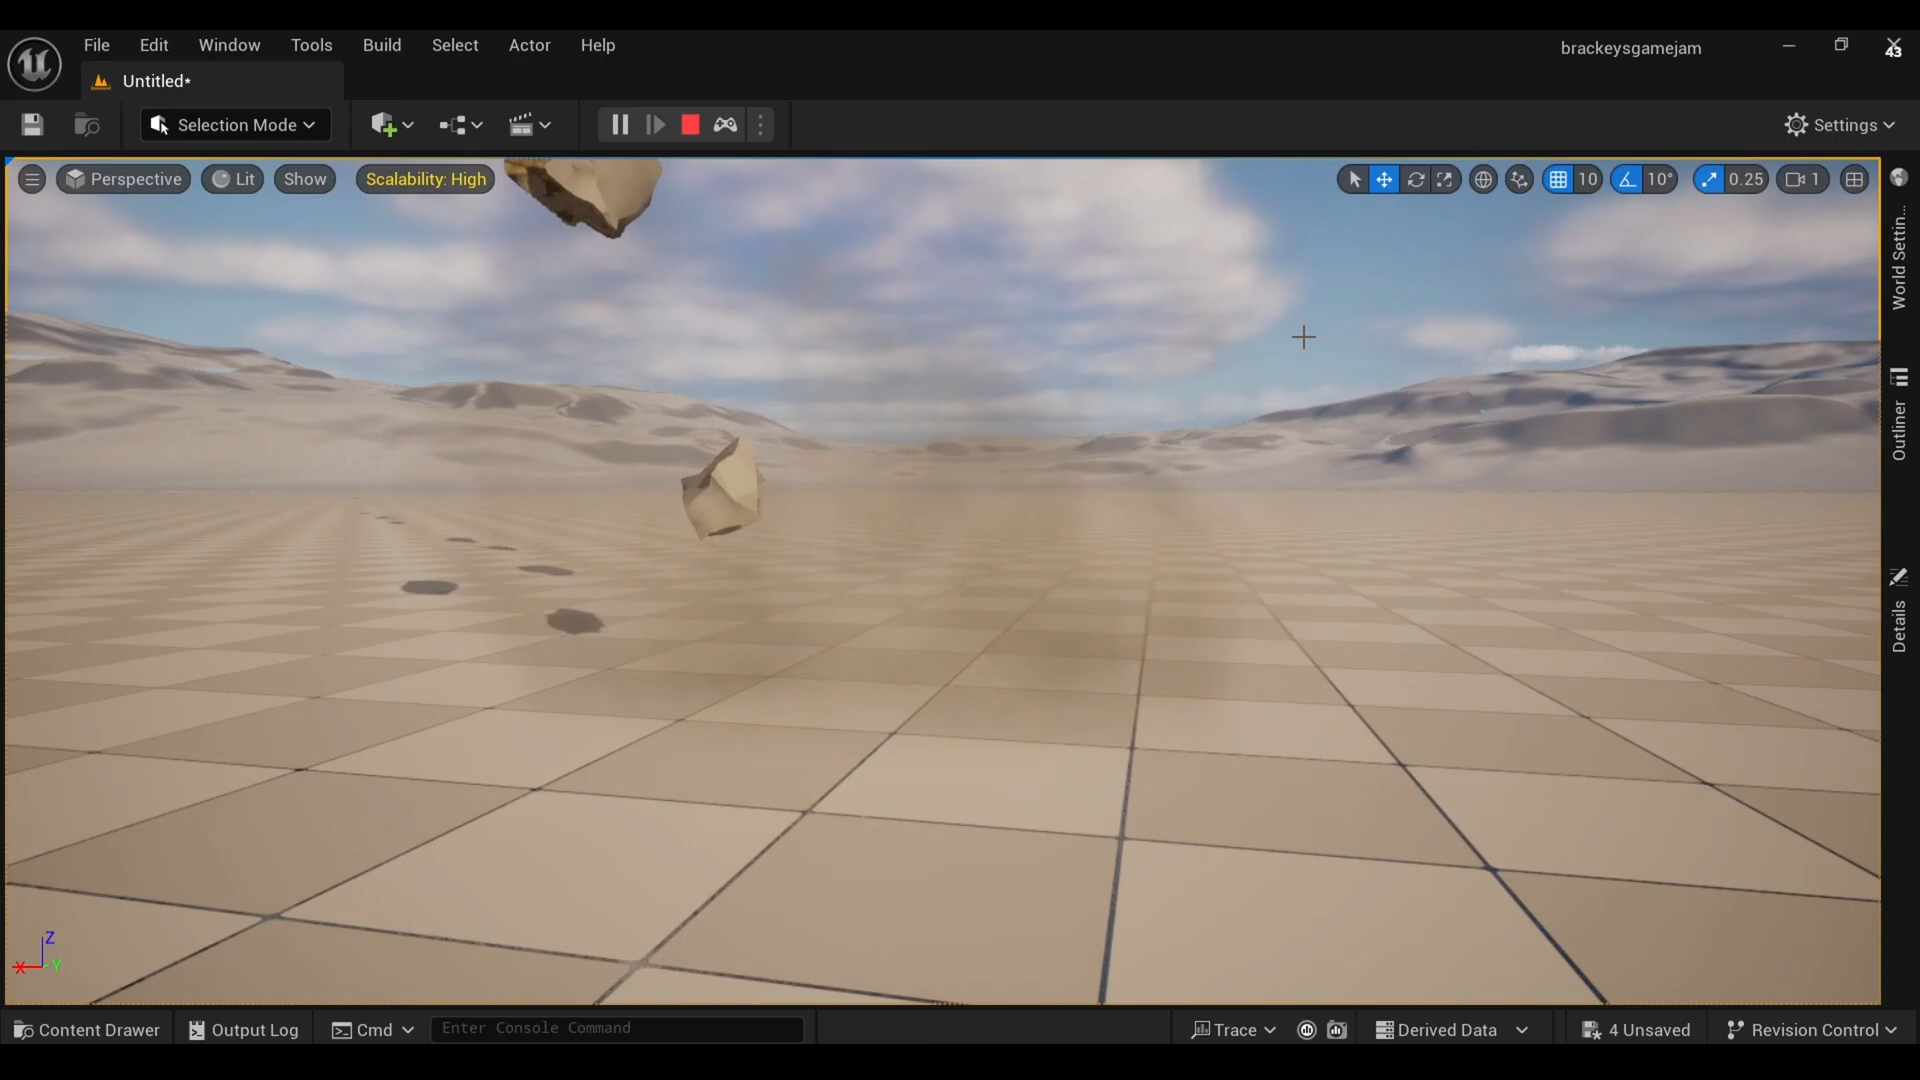 File Edit Window Tools Build Select Actor Help
brackeysgamejam
43
Untitled*
Selection Mode
Settings
Perspective Lit Show Scalability: High
10 10° 0.25 1
World Settin...
Outliner
Details
Z
X Y
Content Drawer Output Log Cmd Enter Console Command
Trace Derived Data 4 Unsaved Revision Control